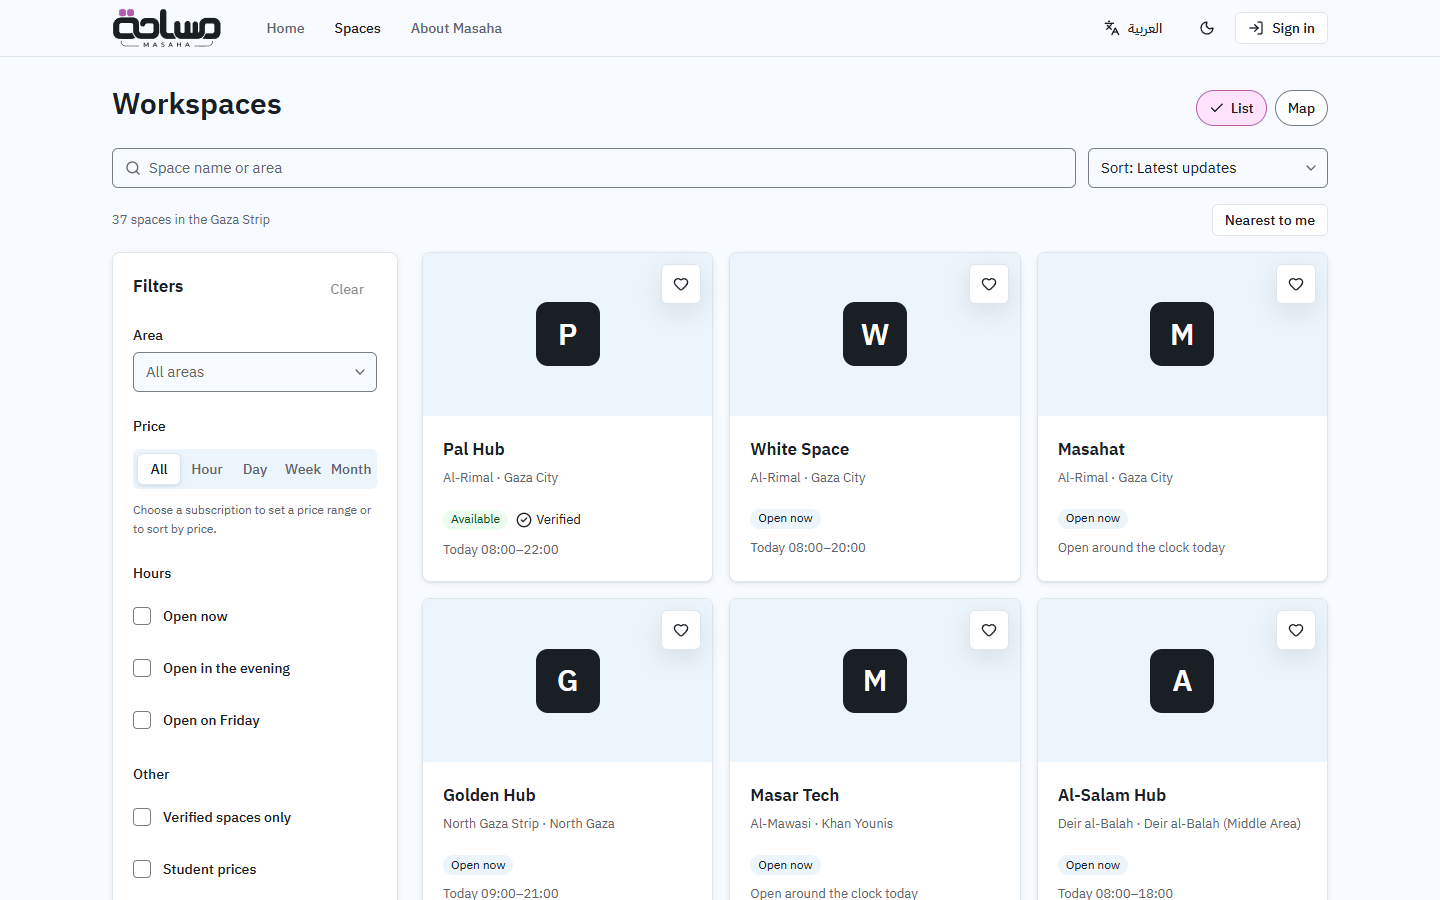 مساحة
MASAHA
Home
Spaces
About Masaha
العربية
Sign in
Workspaces
List
Map
Space name or area
Sort: Latest updates
37 spaces in the Gaza Strip
Nearest to me
Filters
Clear
Area
All areas
Price
All
Hour
Day
Week
Month
Choose a subscription to set a price range or
to sort by price.
Hours
Open now
Open in the evening
Open on Friday
Other
Verified spaces only
Student prices
P
Pal Hub
Al-Rimal · Gaza City
Available
Verified
Today 08:00–22:00
W
White Space
Al-Rimal · Gaza City
Open now
Today 08:00–20:00
M
Masahat
Al-Rimal · Gaza City
Open now
Open around the clock today
G
Golden Hub
North Gaza Strip · North Gaza
Open now
Today 09:00–21:00
M
Masar Tech
Al-Mawasi · Khan Younis
Open now
Open around the clock today
A
Al-Salam Hub
Deir al-Balah · Deir al-Balah (Middle Area)
Open now
Today 08:00–18:00